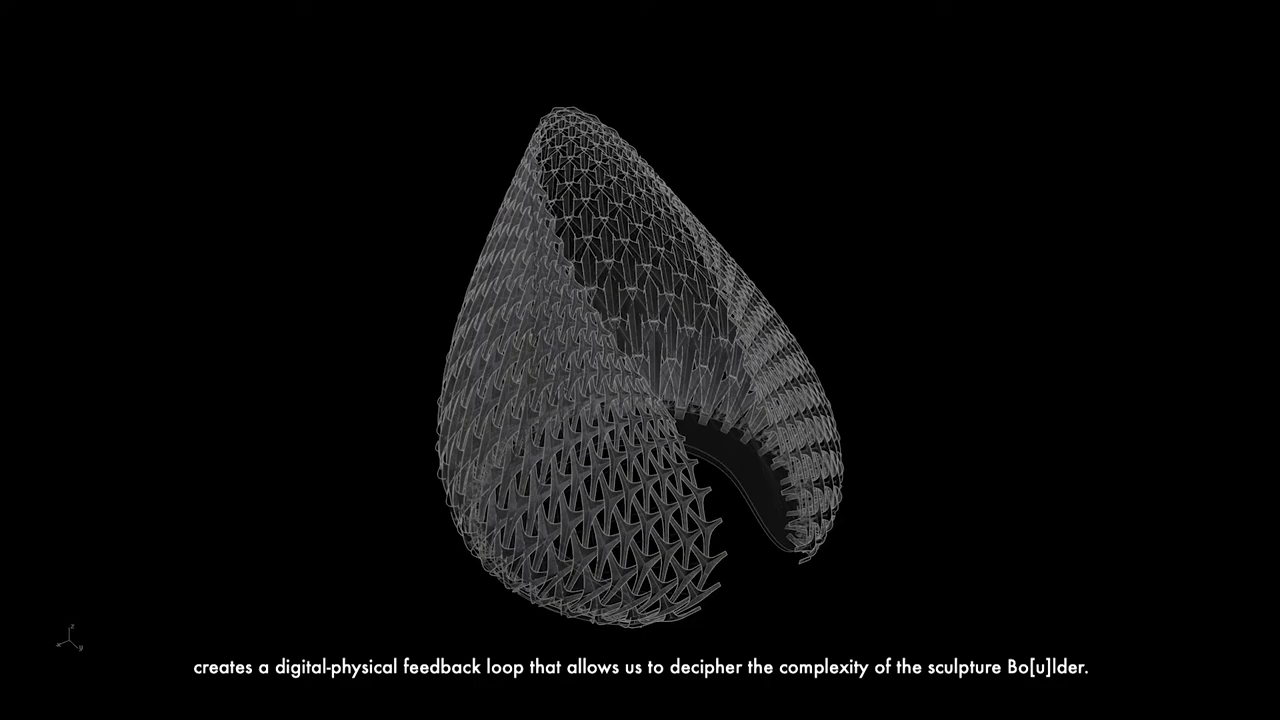 z
x
y
creates a digital-physical feedback loop that allows us to decipher the complexity of the sculpture Bo[u]lder.